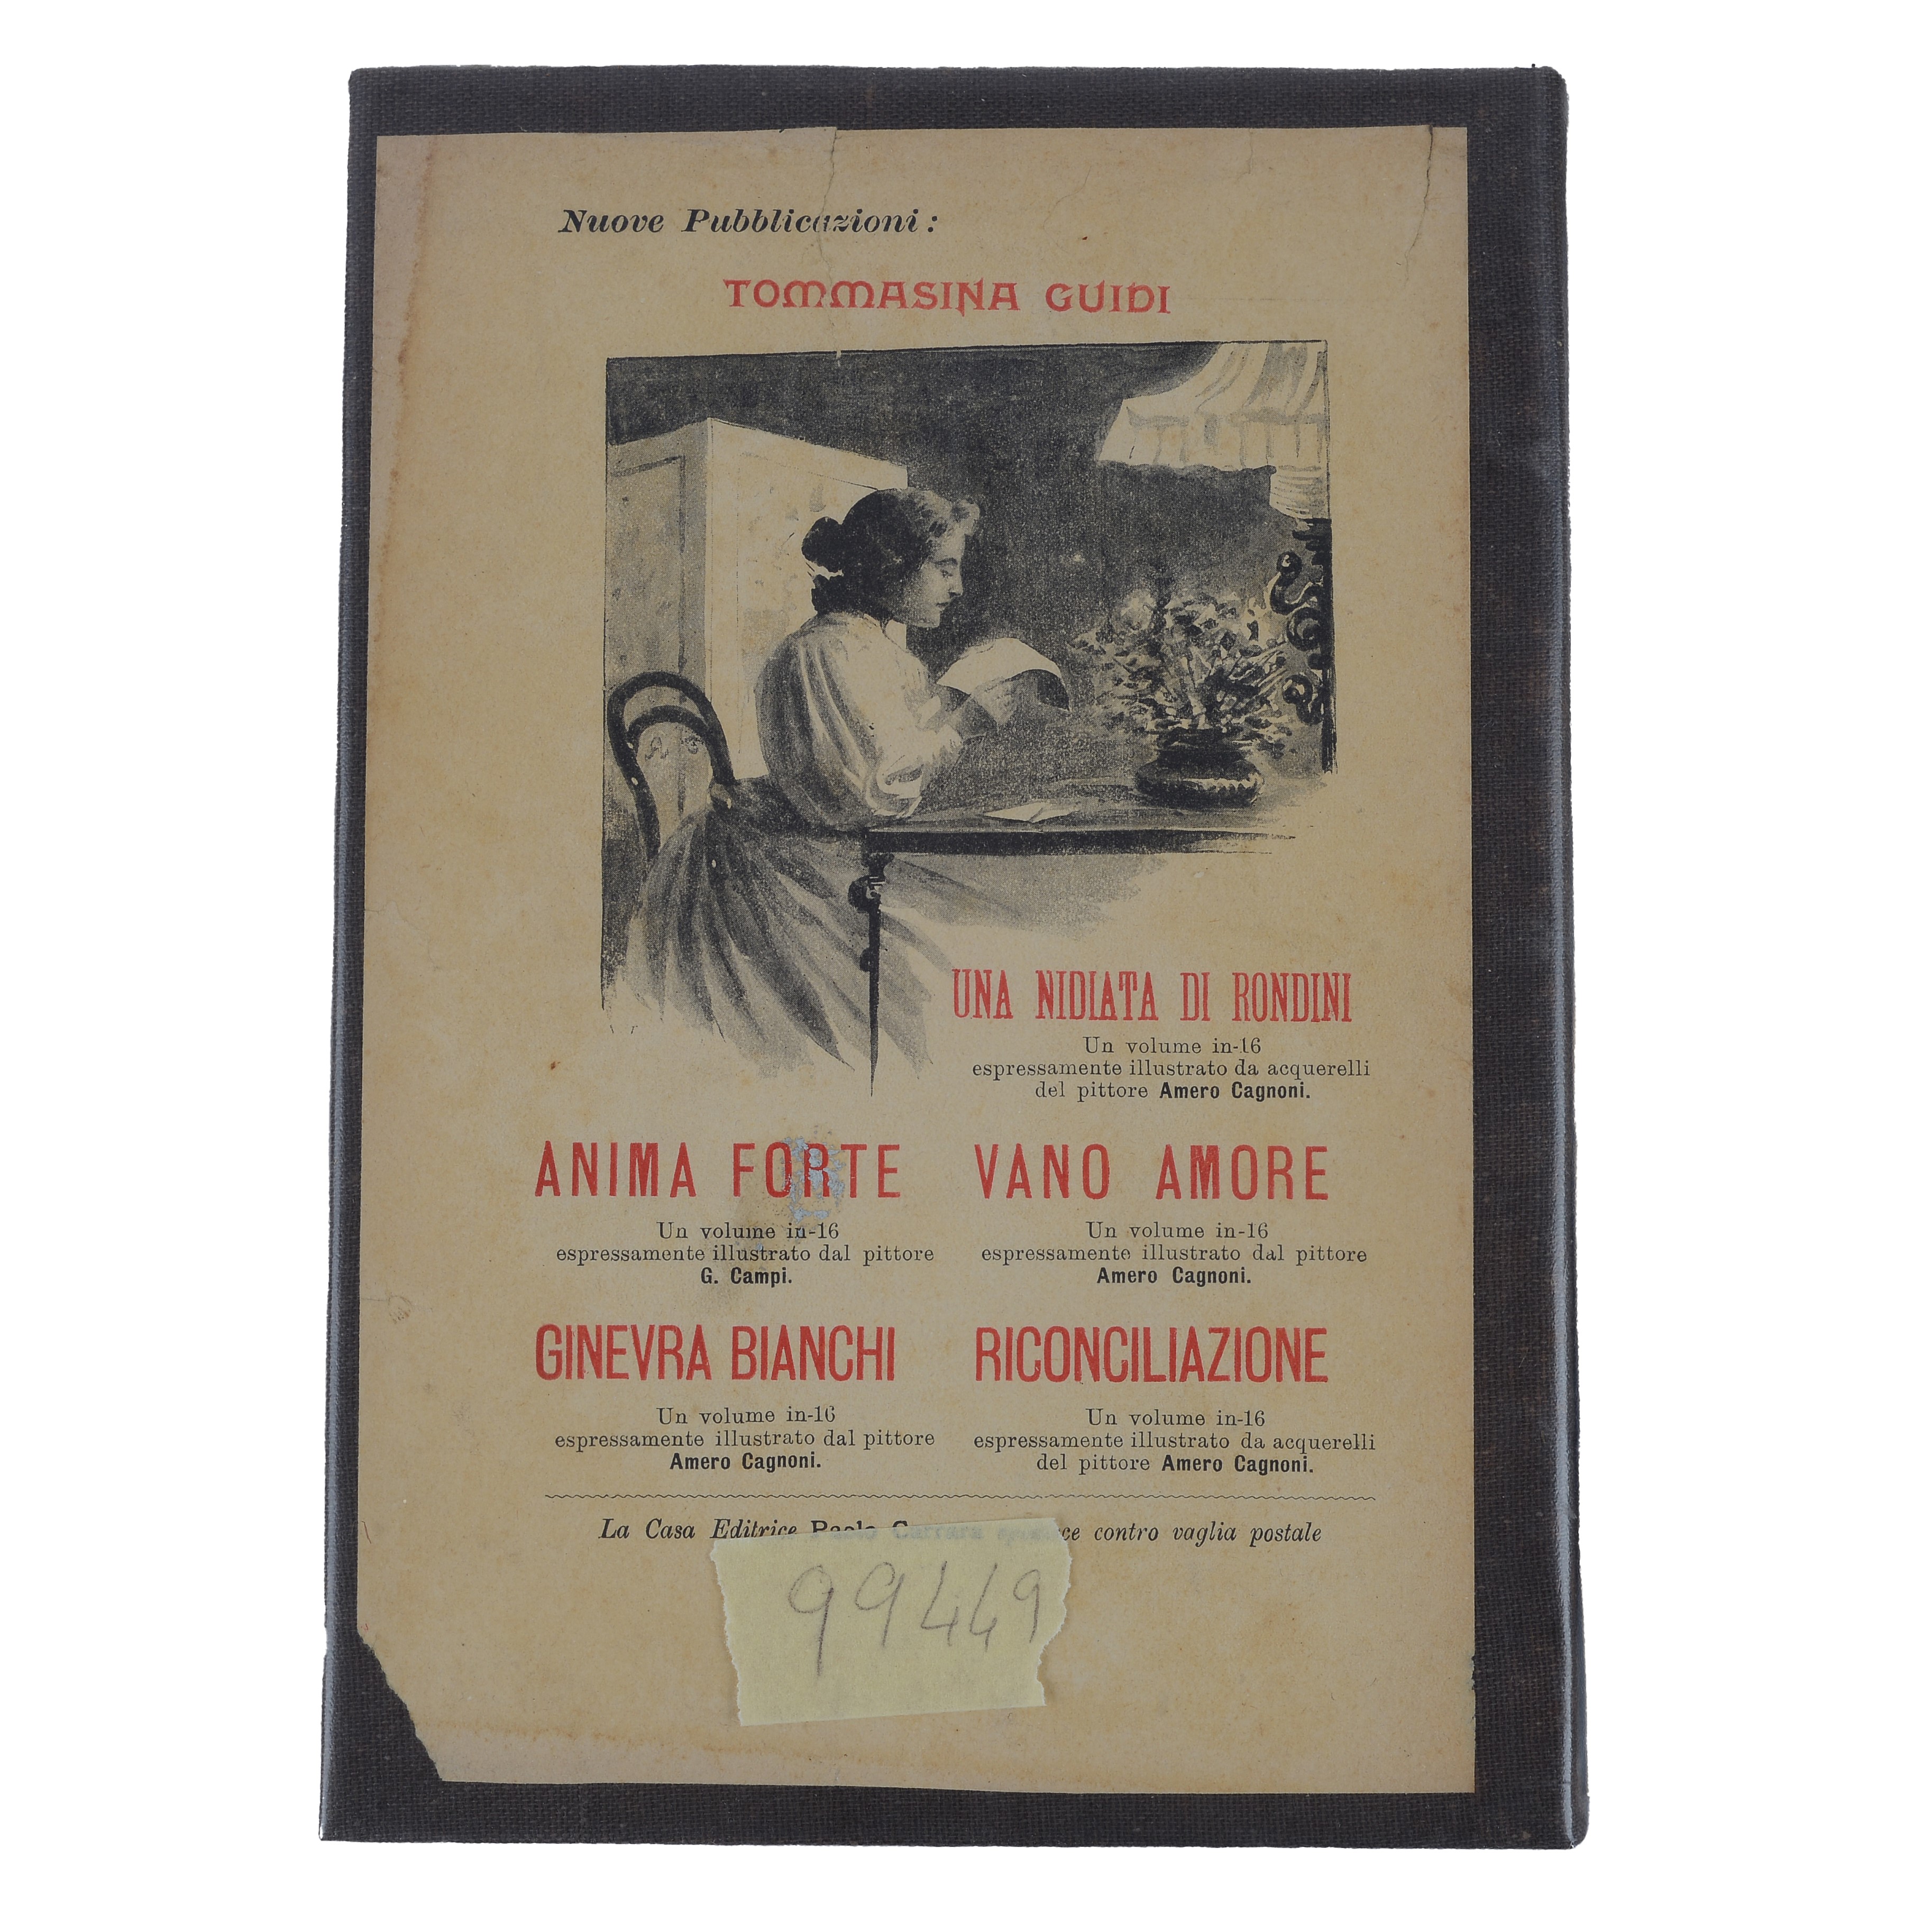 Nuove Pubblicazioni:
TOMMASINA GUIDI
UNA NIDIATA DI RONDINI
Un volume in-16
espressamente illustrato da acquerelli
del pittore Amero Cagnoni.
ANIMA FORTE
Un volume in-16
espressamente illustrato dal pittore
G. Campi.
VANO AMORE
Un volume in-16
espressamente illustrato dal pittore
Amero Cagnoni.
GINEVRA BIANCHI
Un volume in-16
espressamente illustrato dal pittore
Amero Cagnoni.
RICONCILIAZIONE
Un volume in-16
espressamente illustrato da acquerelli
del pittore Amero Cagnoni.
La Casa Editrice Paolo Carrara contro vaglia postale
99449